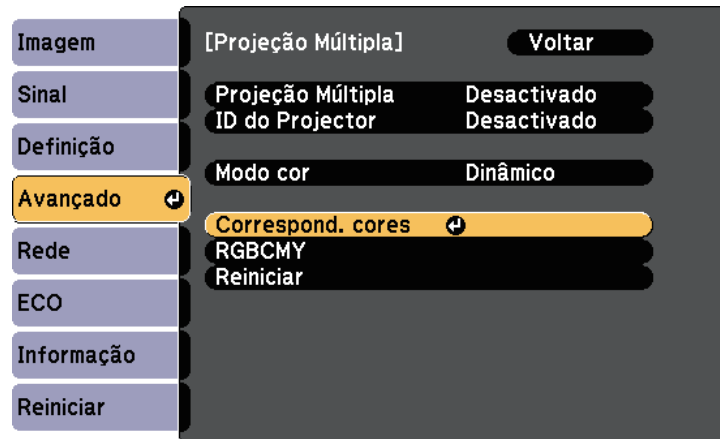 Imagem
Sinal
Definição
Avançado
Rede
ECO
Informação
Reiniciar
[Projeção Múltipla] Voltar
Projeção Múltipla Desactivado
ID do Projector Desactivado
Modo cor Dinâmico
Correspond. cores
RGBCMY
Reiniciar